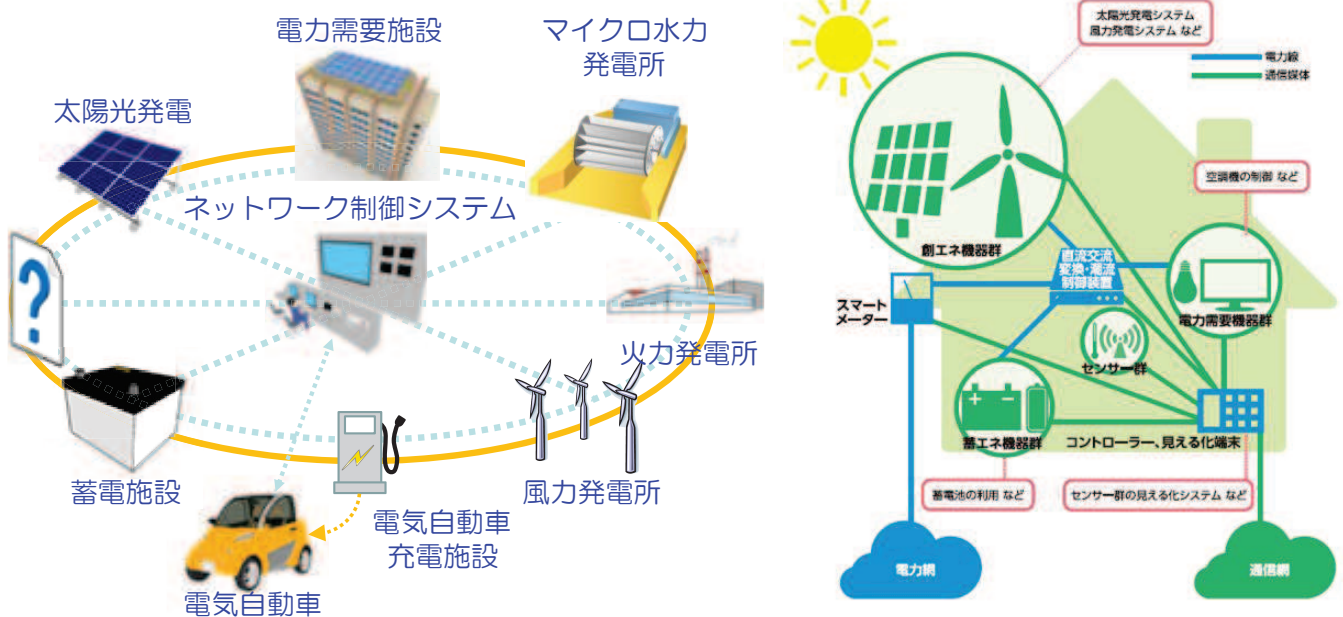 電力需要施設
マイクロ水力
発電所
太陽光発電
ネットワーク制御システム
?
火力発電所
蓄電施設
風力発電所
電気自動車
充電施設
電気自動車
太陽光発電システム
風力発電システム など
電力線
通信媒体
空調機の制御 など
創エネ機器群
直流交流
変換・潮流
制御装置
スマート
メーター
電力需要機器群
センサー群
蓄エネ機器群
コントローラー、見える化端末
蓄電池の利用 など
センサー群の見える化システム など
電力網
通信網